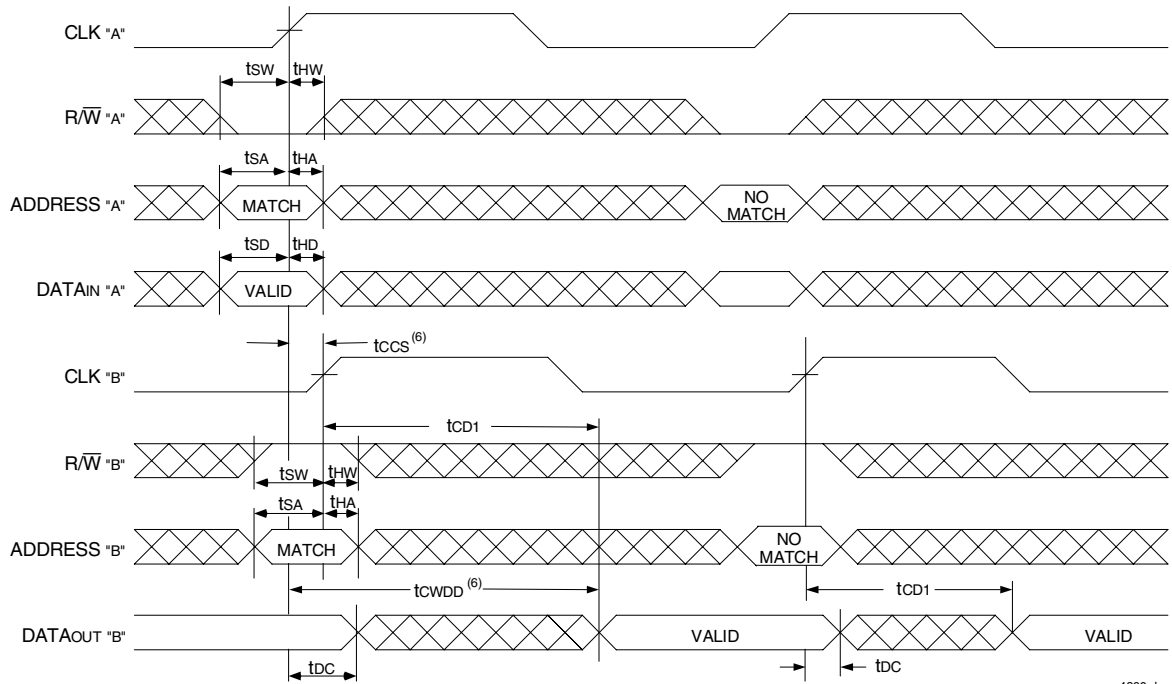 CLK "A"
tSW tHW
R/W̅ "A"
tSA tHA
ADDRESS "A" MATCH NO MATCH
tSD tHD
DATAIN "A" VALID
tCCS (6)
CLK "B"
tCD1
R/W̅ "B"
tSW tHW
tSA tHA
ADDRESS "B" MATCH NO MATCH
tCWDD (6) tCD1
DATAOUT "B" VALID VALID
tDC tDC